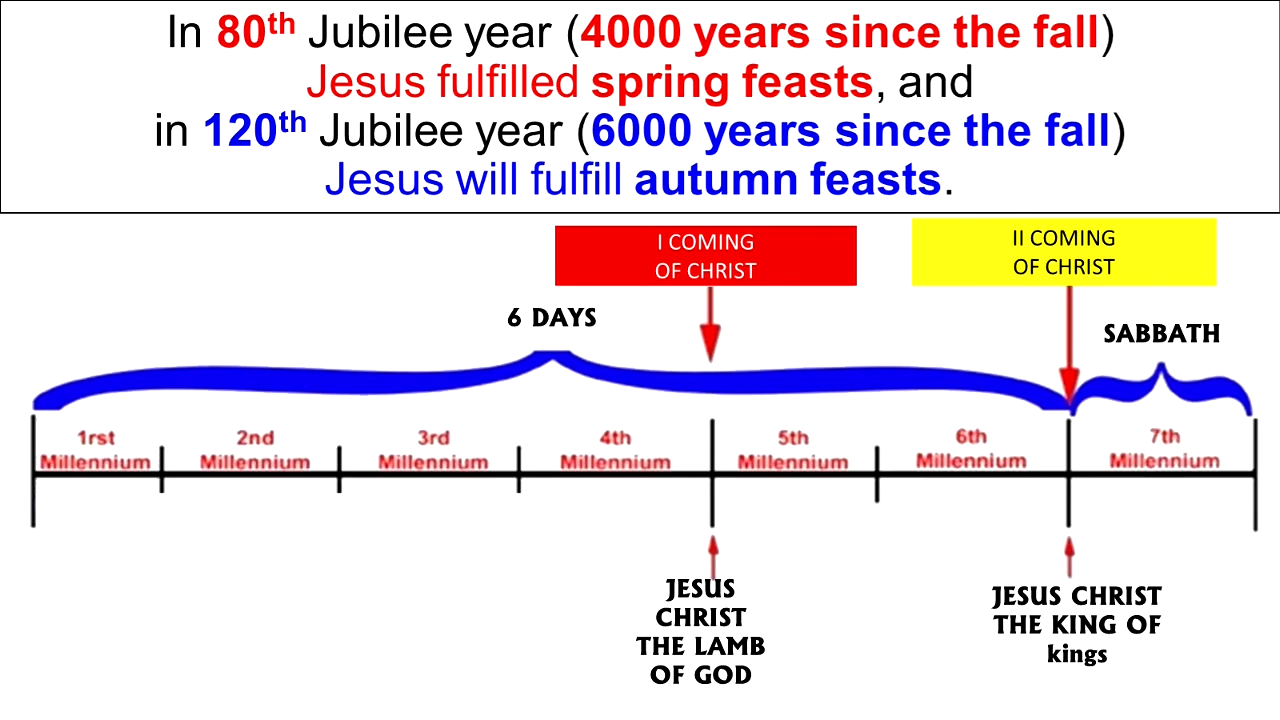 In 80th Jubilee year (4000 years since the fall)
Jesus fulfilled spring feasts, and
in 120th Jubilee year (6000 years since the fall)
Jesus will fulfill autumn feasts.
I COMING
OF CHRIST
II COMING
OF CHRIST
6 DAYS
SABBATH
1rst
Millennium
2nd
Millennium
3rd
Millennium
4th
Millennium
5th
Millennium
6th
Millennium
7th
Millennium
JESUS
CHRIST
THE LAMB
OF GOD
JESUS CHRIST
THE KING OF
kings